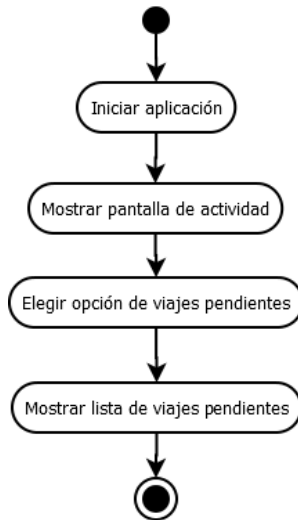 Iniciar aplicación
Mostrar pantalla de actividad
Elegir opción de viajes pendientes
Mostrar lista de viajes pendientes